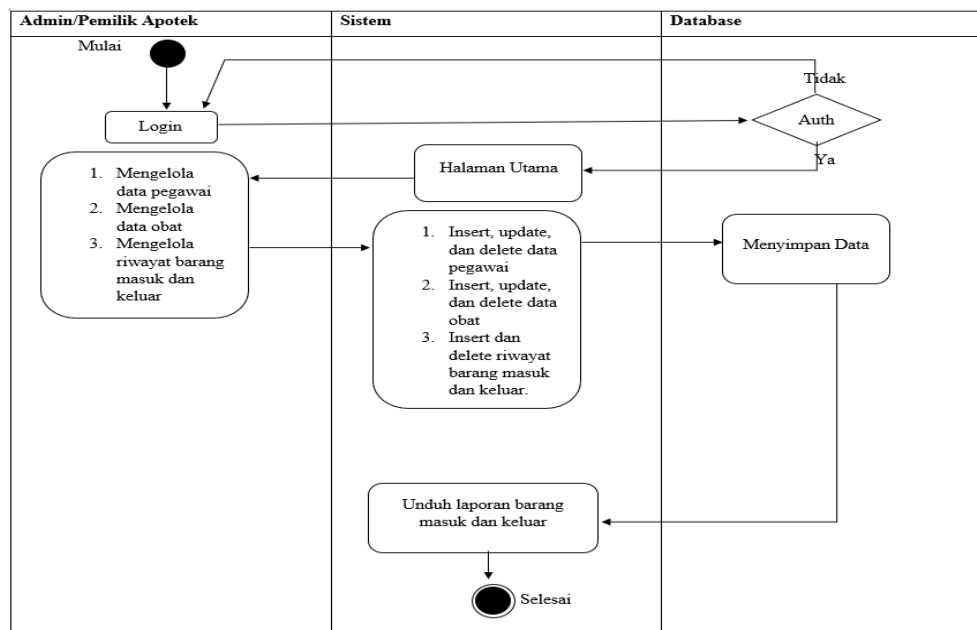 Admin/Pemilik Apotek
Sistem
Database
Mulai
Tidak
Login
Auth
Ya
Halaman Utama
1. Mengelola
data pegawai
2. Mengelola
data obat
3. Mengelola
riwayat barang
masuk dan
keluar
1. Insert, update,
dan delete data
pegawai
2. Insert, update,
dan delete data
obat
3. Insert dan
delete riwayat
barang masuk
dan keluar.
Menyimpan Data
Unduh laporan barang
masuk dan keluar
Selesai